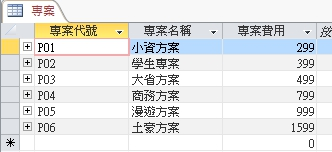 專案
專案代號 專案名稱 專案費用 按
P01 小資方案 299
P02 學生專案 399
P03 大省方案 499
P04 商務方案 799
P05 漫遊方案 999
P06 土豪方案 1599
0